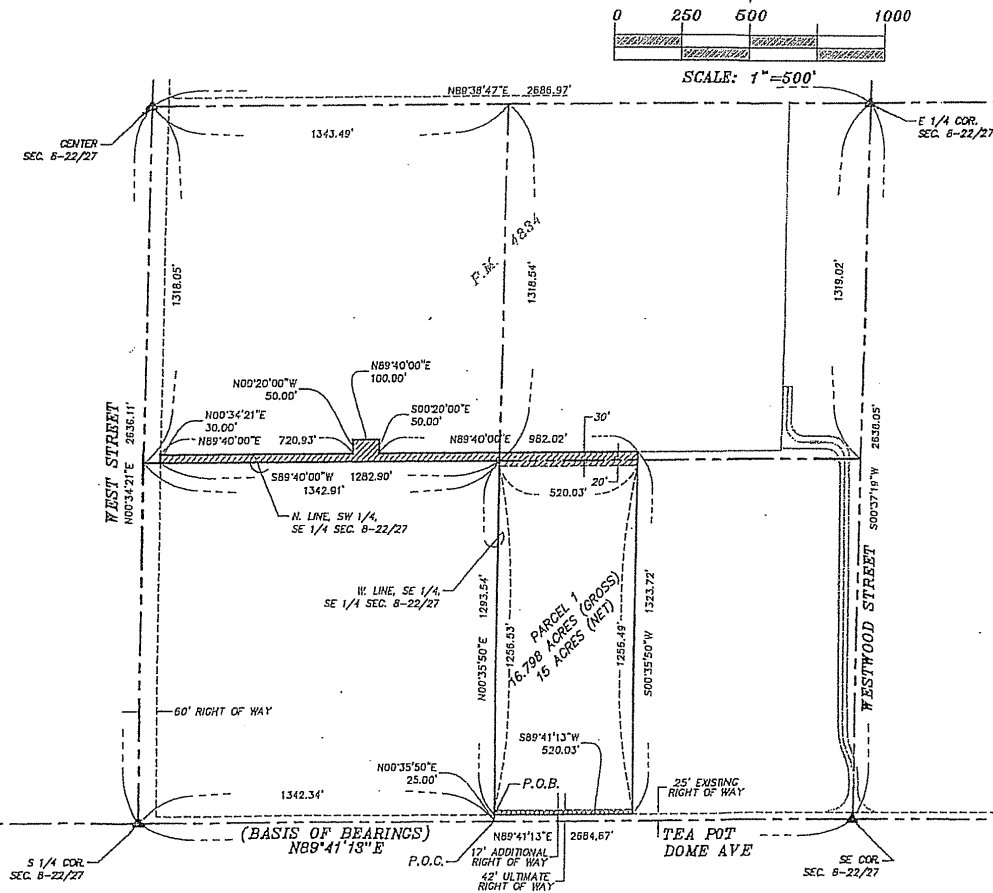 0 250 500 1000
SCALE: 1"=500'
N89°38'47"E 2686.97'
CENTER
SEC. 8-22/27
1343.49'
E 1/4 COR.
SEC. 8-22/27
P.M. 4834
1318.05'
1318.54'
1319.02'
N89°40'00"E
100.00'
N00°20'00"W
50.00'
S00°20'00"E
50.00'
N00°34'21"E
30.00'
N89°40'00"E 720.93'
N89°40'00"E 982.02'
30'
WEST STREET
N00°34'21"E 2636.11'
S89°40'00"W 1282.90'
1342.91'
20'
520.03'
S00°37'18"W 2638.05'
N. LINE, SW 1/4,
SE 1/4 SEC. 8-22/27
W. LINE, SE 1/4,
SE 1/4 SEC. 8-22/27
N00°35'50"E 1293.54'
1256.53'
PARCEL 1
16.798 ACRES (GROSS)
15 ACRES (NET)
1256.49'
S00°35'50"W 1323.72'
WESTWOOD STREET
60' RIGHT OF WAY
S89°41'13"W
520.03'
N00°35'50"E
25.00'
P.O.B.
25' EXISTING
RIGHT OF WAY
1342.34'
(BASIS OF BEARINGS)
N89°41'13"E
N89°41'13"E 2684.67'
TEA POT
DOME AVE
P.O.C.
17' ADDITIONAL
RIGHT OF WAY
42' ULTIMATE
RIGHT OF WAY
S 1/4 COR.
SEC. 8-22/27
SE COR.
SEC. 8-22/27